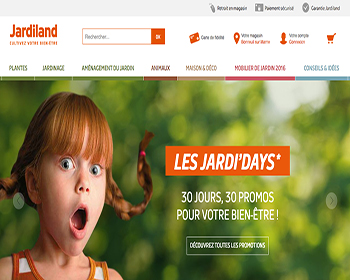 Retrait en magasin Paiement sécurisé Garantie Jardiland
Jardiland
CULTIVEZ VOTRE BIEN-ÊTRE
Rechercher... OK
Carte de fidélité
Votre magasin
Bonneuil sur Marne
Votre compte
Connexion
PLANTES JARDINAGE AMÉNAGEMENT DU JARDIN ANIMAUX MAISON & DÉCO MOBILIER DE JARDIN 2016 CONSEILS & IDÉES
LES JARDI'DAYS*
30 JOURS, 30 PROMOS
POUR VOTRE BIEN-ÊTRE !
DÉCOUVREZ TOUTES LES PROMOTIONS